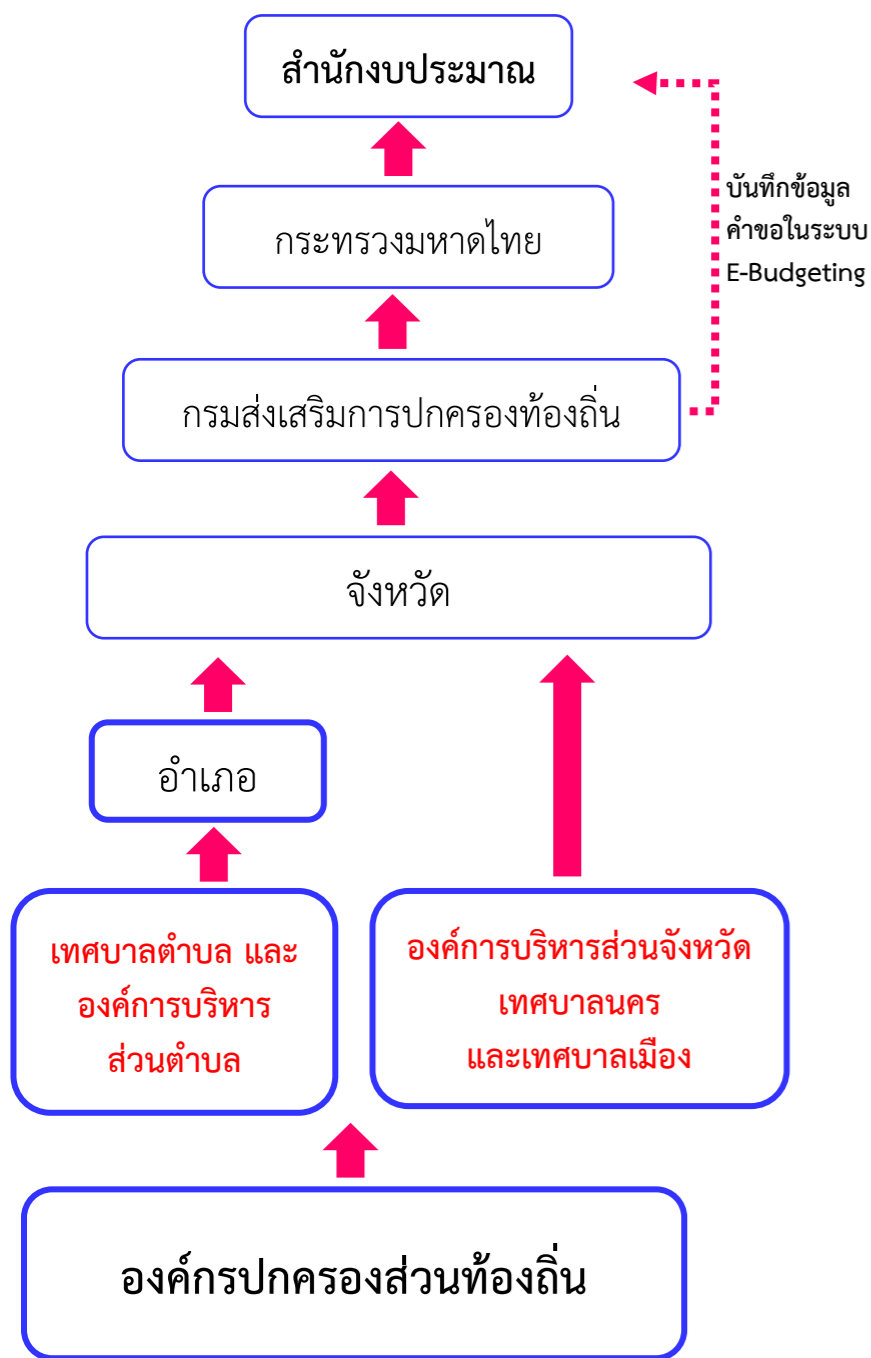 สำนักงบประมาณ
บันทึกข้อมูล
คำขอในระบบ
E-Budgeting
กระทรวงมหาดไทย
กรมส่งเสริมการปกครองท้องถิ่น
จังหวัด
อำเภอ
เทศบาลตำบล และ
องค์การบริหาร
ส่วนตำบล
องค์การบริหารส่วนจังหวัด
เทศบาลนคร
และเทศบาลเมือง
องค์กรปกครองส่วนท้องถิ่น